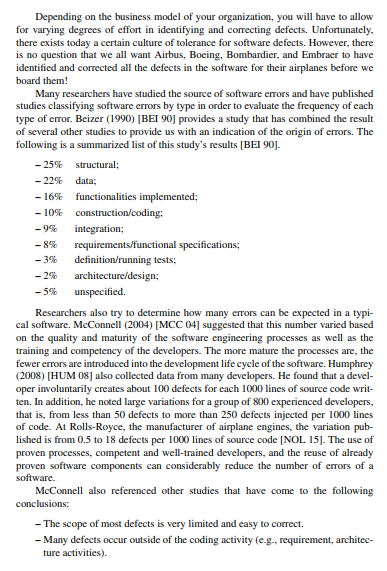 Depending on the business model of your organization, you will have to allow
for varying degrees of effort in identifying and correcting defects. Unfortunately,
there exists today a certain culture of tolerance for software defects. However, there
is no question that we all want Airbus, Boeing, Bombardier, and Embraer to have
identified and corrected all the defects in the software for their airplanes before we
board them!
Many researchers have studied the source of software errors and have published
studies classifying software errors by type in order to evaluate the frequency of each
type of error. Beizer (1990) [BEI 90] provides a study that has combined the result
of several other studies to provide us with an indication of the origin of errors. The
following is a summarized list of this study's results [BEI 90].
– 25% structural;
– 22% data;
– 16% functionalities implemented;
– 10% construction/coding;
– 9% integration;
– 8% requirements/functional specifications;
– 3% definition/running tests;
– 2% architecture/design;
– 5% unspecified.
Researchers also try to determine how many errors can be expected in a typi-
cal software. McConnell (2004) [MCC 04] suggested that this number varied based
on the quality and maturity of the software engineering processes as well as the
training and competency of the developers. The more mature the processes are, the
fewer errors are introduced into the development life cycle of the software. Humphrey
(2008) [HUM 08] also collected data from many developers. He found that a devel-
oper involuntarily creates about 100 defects for each 1000 lines of source code writ-
ten. In addition, he noted large variations for a group of 800 experienced developers,
that is, from less than 50 defects to more than 250 defects injected per 1000 lines
of code. At Rolls-Royce, the manufacturer of airplane engines, the variation pub-
lished is from 0.5 to 18 defects per 1000 lines of source code [NOL 15]. The use of
proven processes, competent and well-trained developers, and the reuse of already
proven software components can considerably reduce the number of errors of a
software.
McConnell also referenced other studies that have come to the following
conclusions:
– The scope of most defects is very limited and easy to correct.
– Many defects occur outside of the coding activity (e.g., requirement, architec-
ture activities).